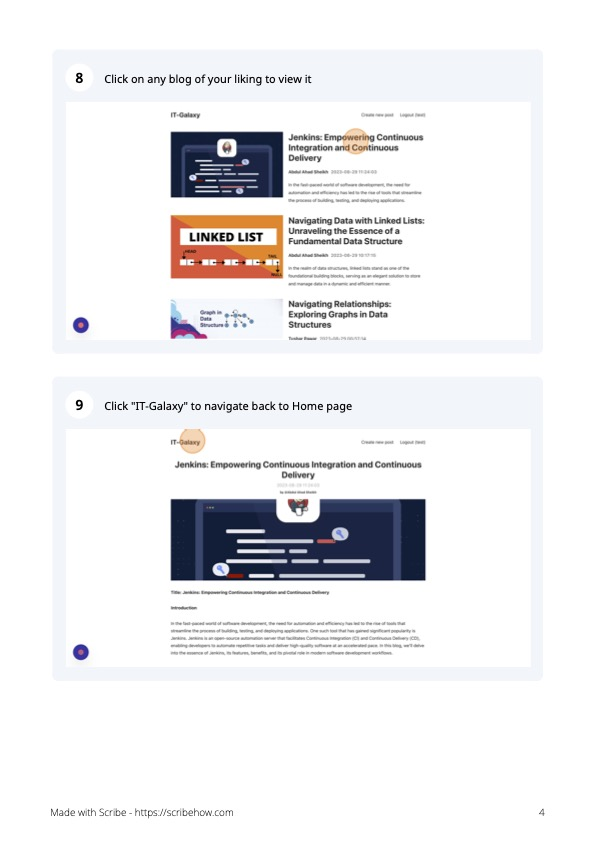 8 Click on any blog of your liking to view it
IT-Galaxy Create new post Logout (test)
Jenkins: Empowering Continuous
Integration and Continuous
Delivery
Abdul Ahad Sheikh 2023-08-29 11:24:03
In the fast-paced world of software development, the need for
automation and efficiency has led to the rise of tools that streamline
the process of building, testing, and deploying applications.
LINKED LIST
HEAD
TAIL
NULL
Navigating Data with Linked Lists:
Unraveling the Essence of a
Fundamental Data Structure
Abdul Ahad Sheikh 2023-08-29 10:17:15
In the realm of data structures, linked lists stand as one of the
foundational building blocks, serving as an elegant solution to store
and manage data in a dynamic and efficient manner.
Graph in
Data
Structure
Navigating Relationships:
Exploring Graphs in Data
Structures
9 Click "IT-Galaxy" to navigate back to Home page
IT-Galaxy Create new post Logout (test)
Jenkins: Empowering Continuous Integration and Continuous
Delivery
Title: Jenkins: Empowering Continuous Integration and Continuous Delivery
Introduction
In the fast-paced world of software development, the need for automation and efficiency has led to the rise of tools that
streamline the process of building, testing, and deploying applications. One such tool that has gained significant popularity is
Jenkins. Jenkins is an open-source automation server that facilitates Continuous Integration (CI) and Continuous Delivery (CD),
enabling developers to automate repetitive tasks and deliver high-quality software at an accelerated pace. In this blog, we'll delve
into the essence of Jenkins, its features, benefits, and its pivotal role in modern software development workflows.
Made with Scribe - https://scribehow.com 4